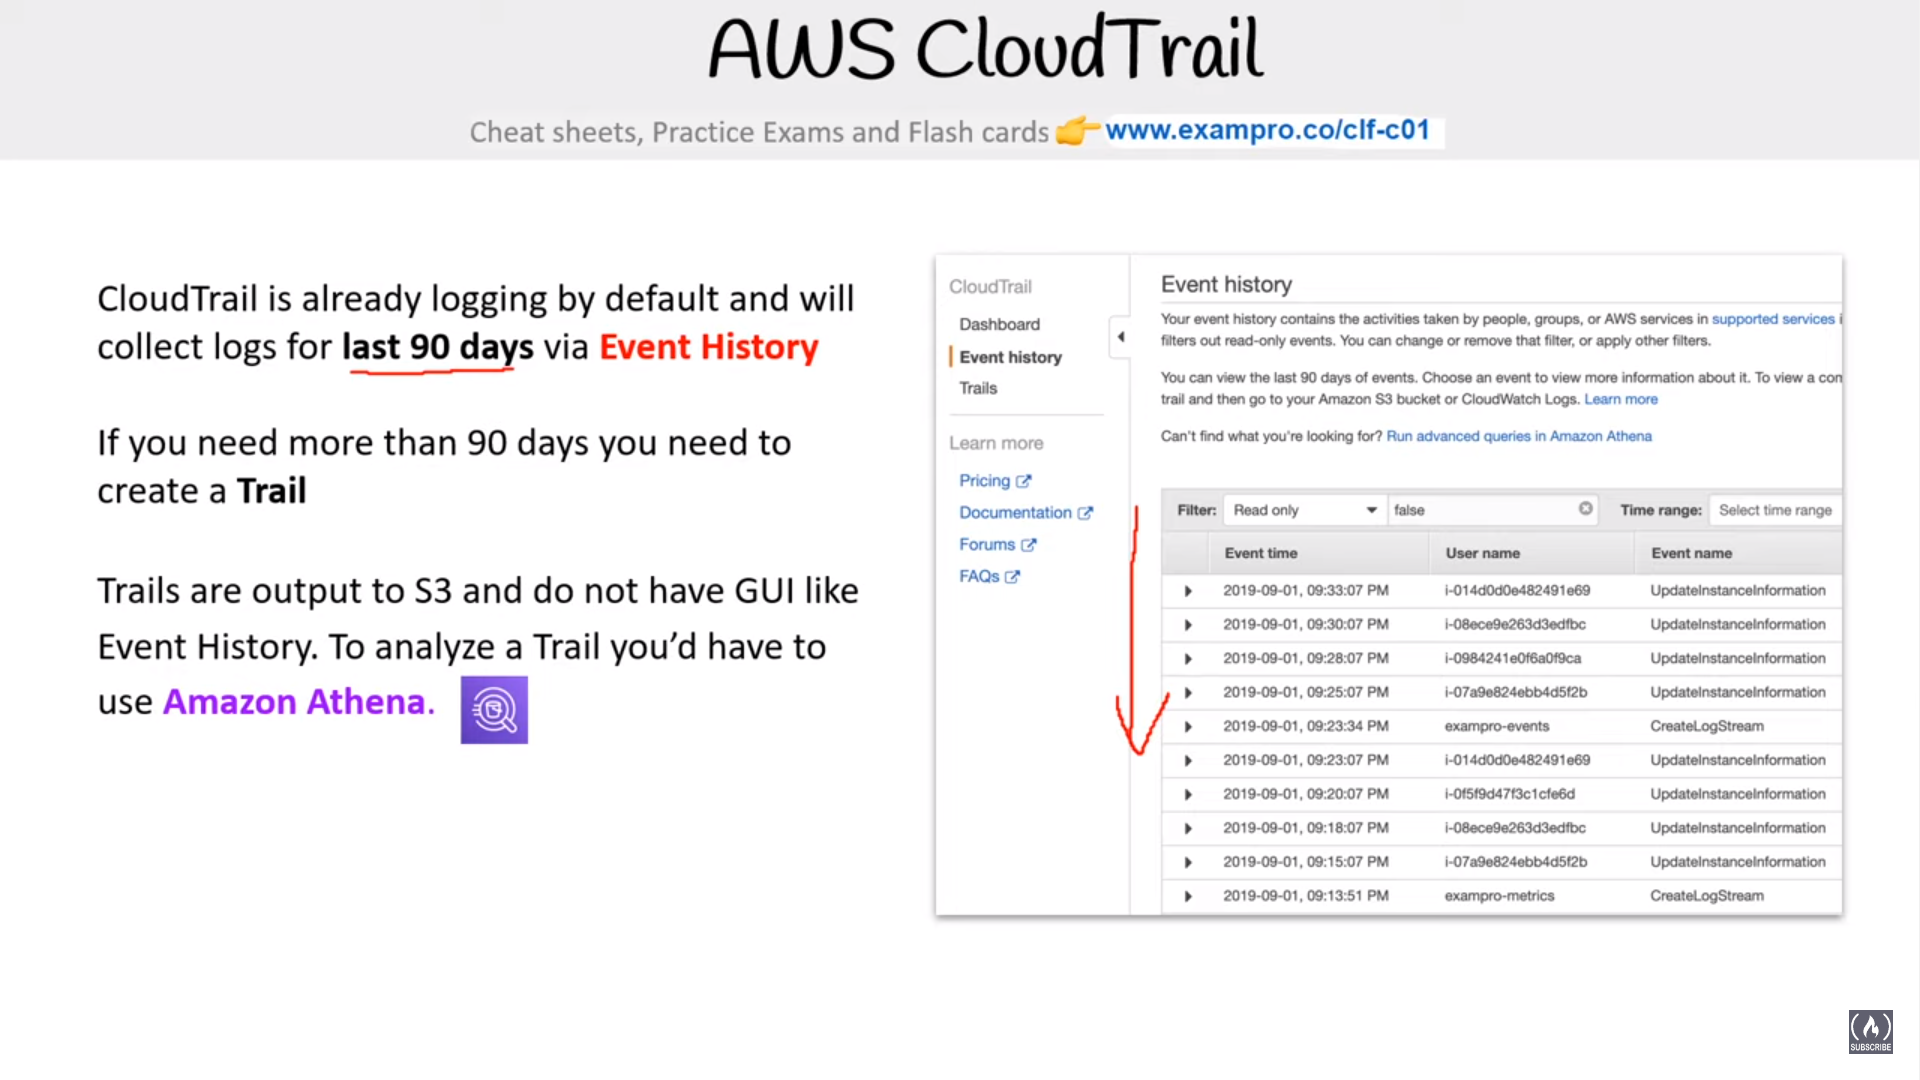 AWS CloudTrail
Cheat sheets, Practice Exams and Flash cards 👉 www.exampro.co/clf-c01
CloudTrail is already logging by default and will
collect logs for last 90 days via Event History
If you need more than 90 days you need to
create a Trail
Trails are output to S3 and do not have GUI like
Event History. To analyze a Trail you’d have to
use Amazon Athena.
CloudTrail
Dashboard
Event history
Trails
Learn more
Pricing
Documentation
Forums
FAQs
Event history
Your event history contains the activities taken by people, groups, or AWS services in supported services i
filters out read-only events. You can change or remove that filter, or apply other filters.
You can view the last 90 days of events. Choose an event to view more information about it. To view a con
trail and then go to your Amazon S3 bucket or CloudWatch Logs. Learn more
Can't find what you're looking for? Run advanced queries in Amazon Athena
Filter: Read only false Time range: Select time range
Event time User name Event name
2019-09-01, 09:33:07 PM i-014d0d0e482491e69 UpdateInstanceInformation
2019-09-01, 09:30:07 PM i-08ece9e263d3edfbc UpdateInstanceInformation
2019-09-01, 09:28:07 PM i-0984241e0f6a0f9ca UpdateInstanceInformation
2019-09-01, 09:25:07 PM i-07a9e824ebb4d5f2b UpdateInstanceInformation
2019-09-01, 09:23:34 PM exampro-events CreateLogStream
2019-09-01, 09:23:07 PM i-014d0d0e482491e69 UpdateInstanceInformation
2019-09-01, 09:20:07 PM i-0f5f9d47f3c1cfe6d UpdateInstanceInformation
2019-09-01, 09:18:07 PM i-08ece9e263d3edfbc UpdateInstanceInformation
2019-09-01, 09:15:07 PM i-07a9e824ebb4d5f2b UpdateInstanceInformation
2019-09-01, 09:13:51 PM exampro-metrics CreateLogStream
SUBSCRIBE